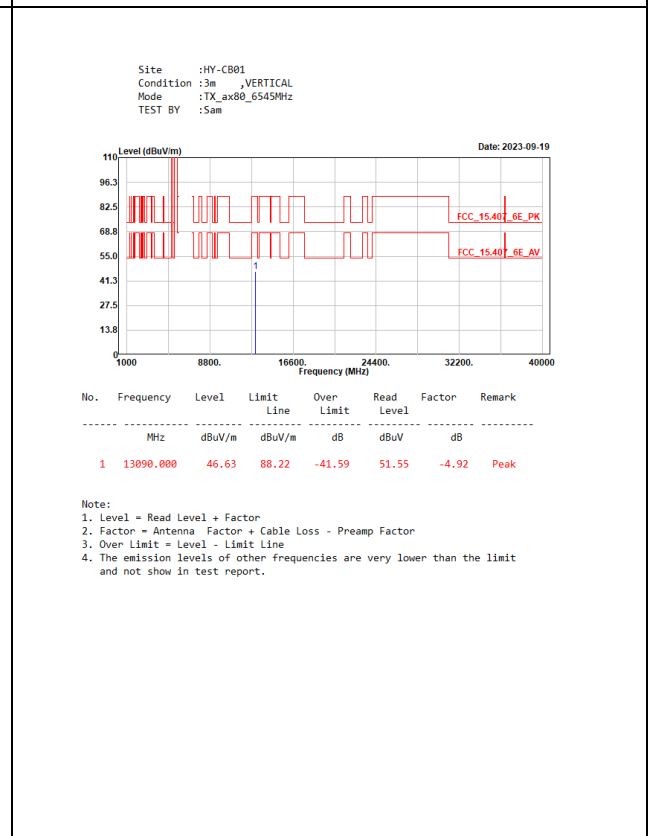 Site      :HY-CB01
Condition :3m    ,VERTICAL
Mode      :TX_ax80_6545MHz
TEST BY   :Sam
Level (dBuV/m)
Date: 2023-09-19
110
96.3
82.5
FCC_15.407_6E_PK
68.8
FCC_15.407_6E_AV
55.0
1
41.3
27.5
13.8
0
1000 8800. 16600. 24400. 32200. 40000
Frequency (MHz)
No. Frequency Level Limit Over Read Factor Remark
Line Limit Level
------ ----------- -------- --------- --------- --------- -------- ---------
MHz dBuV/m dBuV/m dB dBuV dB
1 13090.000 46.63 88.22 -41.59 51.55 -4.92 Peak
Note:
1. Level = Read Level + Factor
2. Factor = Antenna  Factor + Cable Loss - Preamp Factor
3. Over Limit = Level - Limit Line
4. The emission levels of other frequencies are very lower than the limit
and not show in test report.